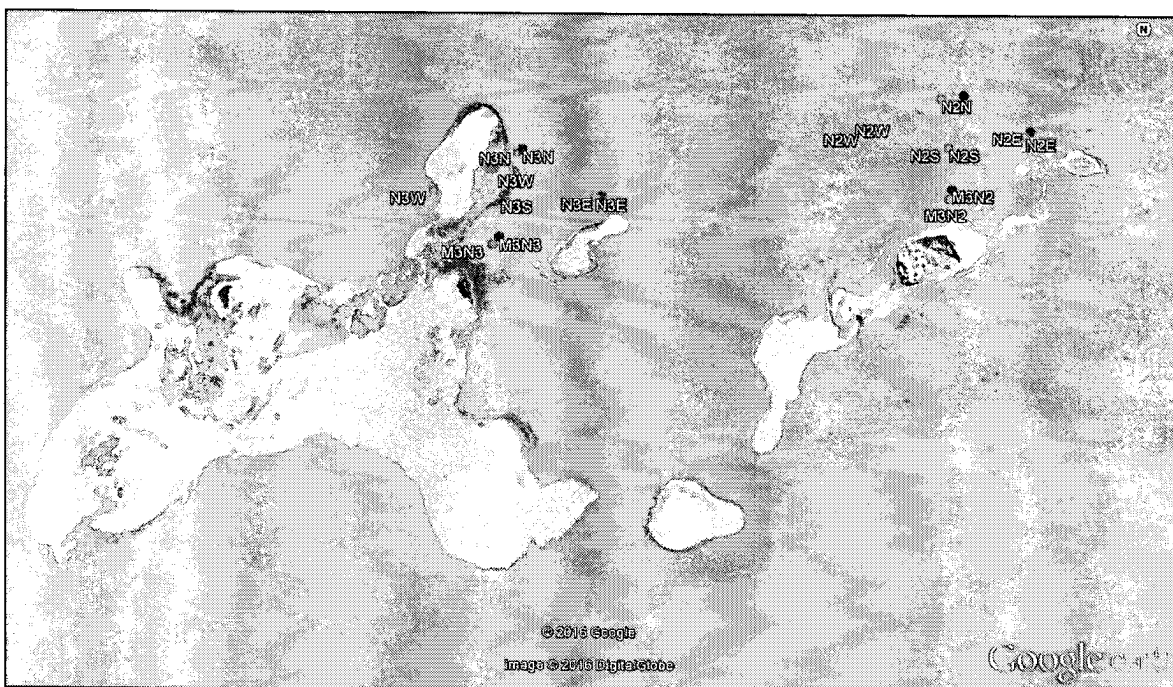 N
N2N
N2W N2W
N2E N2E
N2S N2S
N3N N3N
N3W
N3W
N3S
N3E N3E
M3N2
M3N2
M3N3 M3N3
© 2016 Google
Image © 2016 DigitalGlobe
Google earth